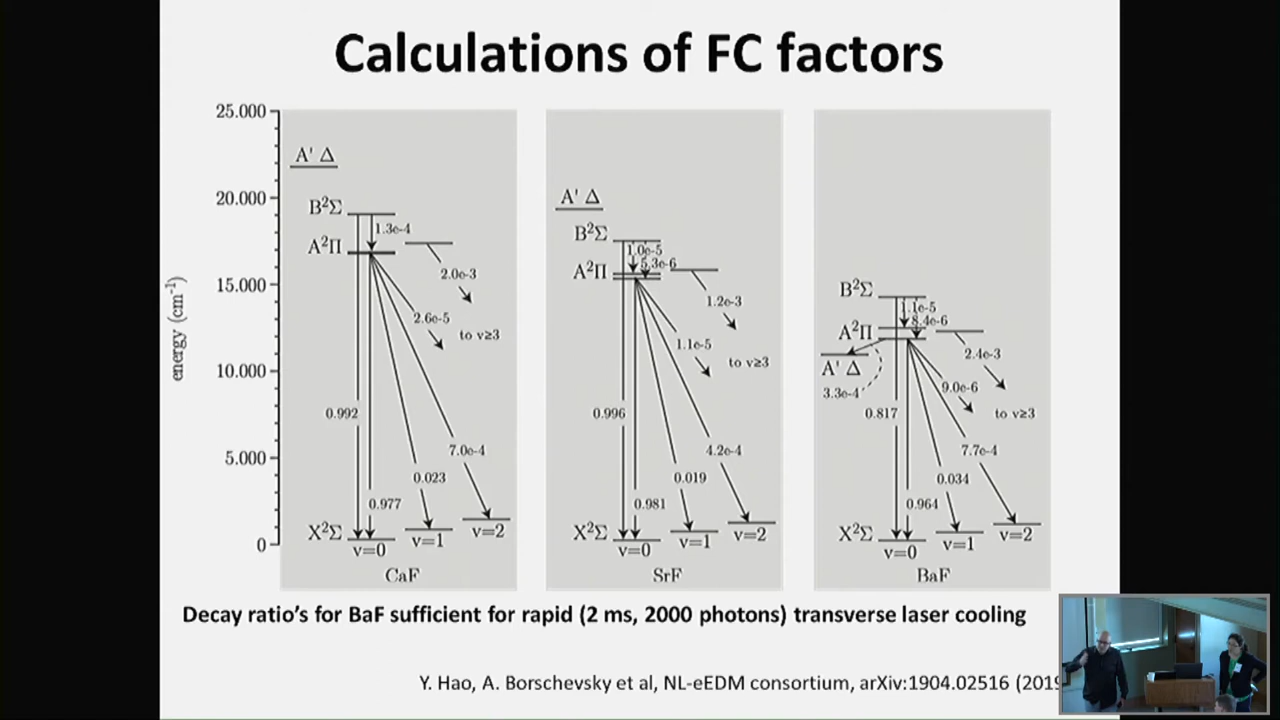 Calculations of FC factors
25.000
20.000
15.000
10.000
5.000
0
energy (cm⁻¹)
A' Δ
B²Σ
1.3e-4
A²Π
2.0e-3
2.6e-5
to v≥3
0.992
7.0e-4
0.023
0.977
X²Σ
v=0
v=1
v=2
CaF
A' Δ
B²Σ
1.0e-5
5.3e-6
A²Π
1.2e-3
1.1e-5
to v≥3
0.996
4.2e-4
0.019
0.981
X²Σ
v=0
v=1
v=2
SrF
B²Σ
1.1e-5
8.4e-6
A²Π
2.4e-3
A' Δ
3.3e-4
9.0e-6
to v≥3
0.817
7.7e-4
0.034
0.964
X²Σ
v=0
v=1
v=2
BaF
Decay ratio's for BaF sufficient for rapid (2 ms, 2000 photons) transverse laser cooling
Y. Hao, A. Borschevsky et al, NL-eEDM consortium, arXiv:1904.02516 (2019